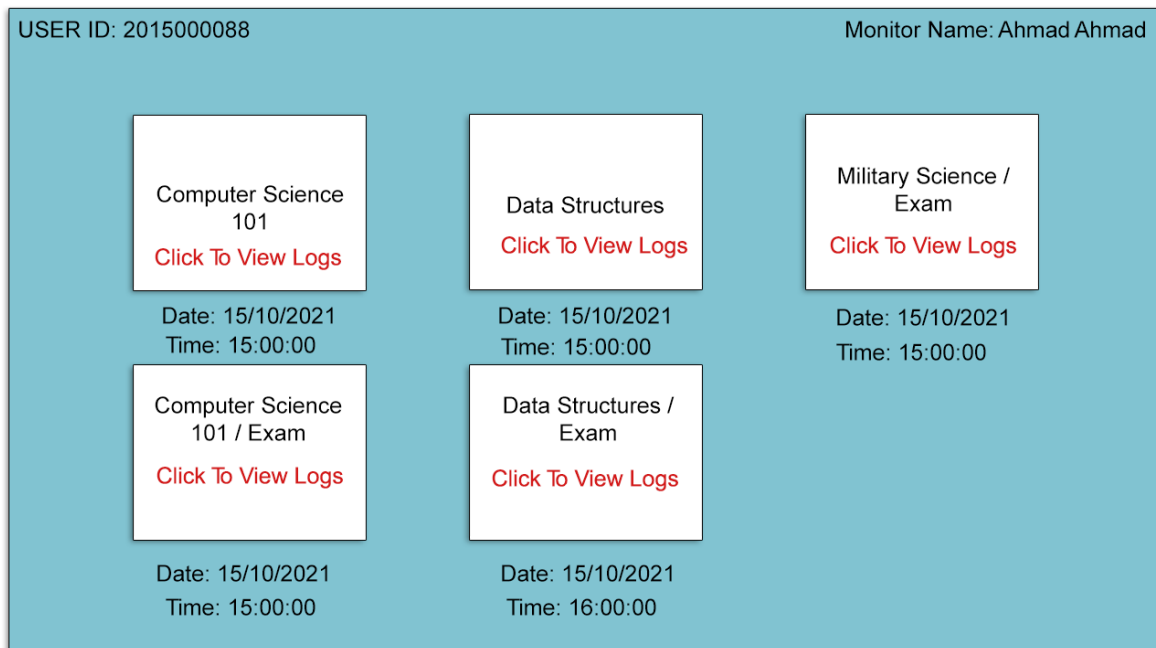 USER ID: 2015000088
Monitor Name: Ahmad Ahmad
Computer Science
101
Click To View Logs
Date: 15/10/2021
Time: 15:00:00
Data Structures
Click To View Logs
Date: 15/10/2021
Time: 15:00:00
Military Science /
Exam
Click To View Logs
Date: 15/10/2021
Time: 15:00:00
Computer Science
101 / Exam
Click To View Logs
Date: 15/10/2021
Time: 15:00:00
Data Structures /
Exam
Click To View Logs
Date: 15/10/2021
Time: 16:00:00